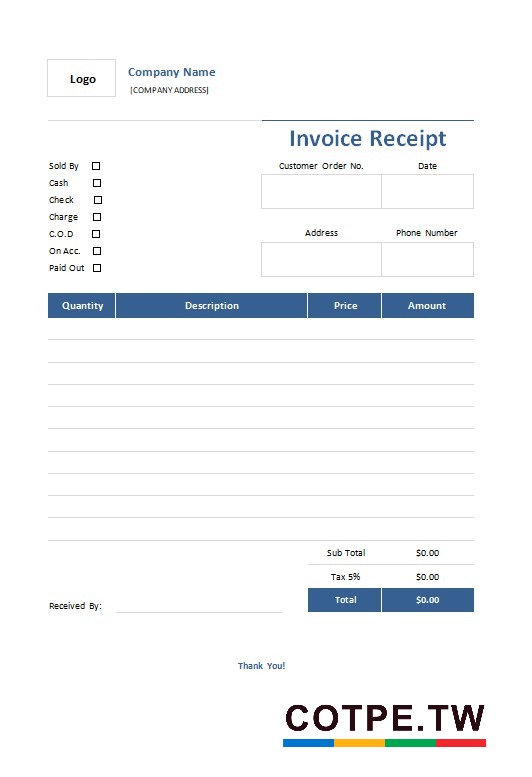 Logo
Company Name
[COMPANY ADDRESS]
Invoice Receipt
Sold By
Customer Order No. Date
Cash
Check
Charge
C.O.D
Address Phone Number
On Acc.
Paid Out
Quantity Description Price Amount
Sub Total $0.00
Tax 5% $0.00
Total $0.00
Received By:
Thank You!
COTPE.TW